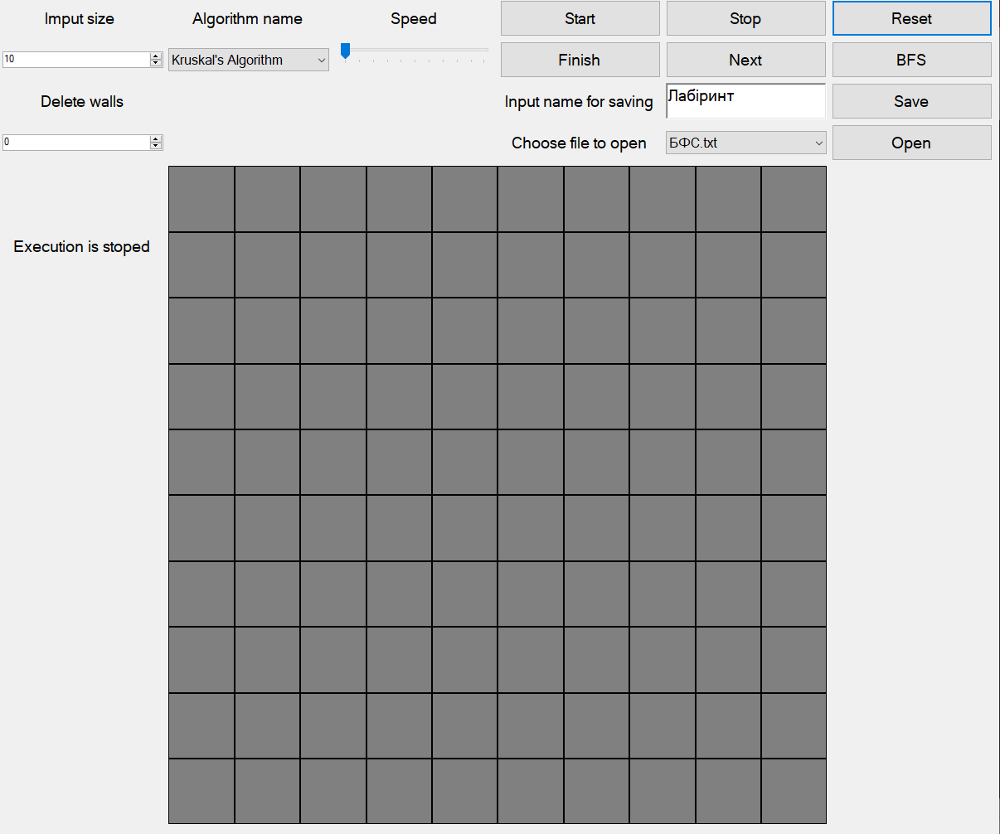 Imput size
Algorithm name
Speed
Start
Stop
Reset
10
Kruskal's Algorithm
Finish
Next
BFS
Delete walls
Input name for saving
Лабіринт
Save
0
Choose file to open
БФС.txt
Open
Execution is stoped